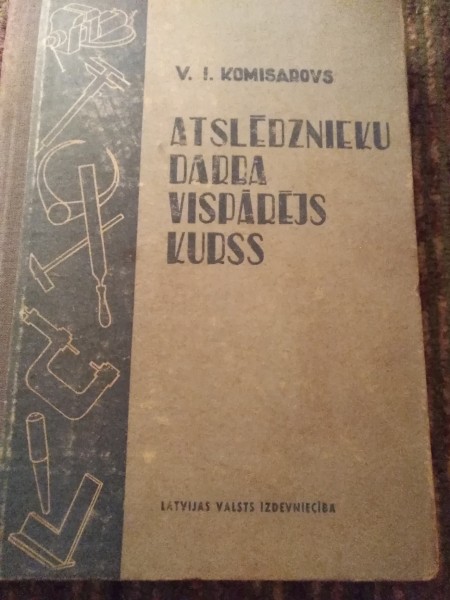 V. I. KOMISAROVS
ATSLĒDZNIEKU
DARBA
VISPĀRĒJS
KURSS
LATVIJAS VALSTS IZDEVNIECĪBA